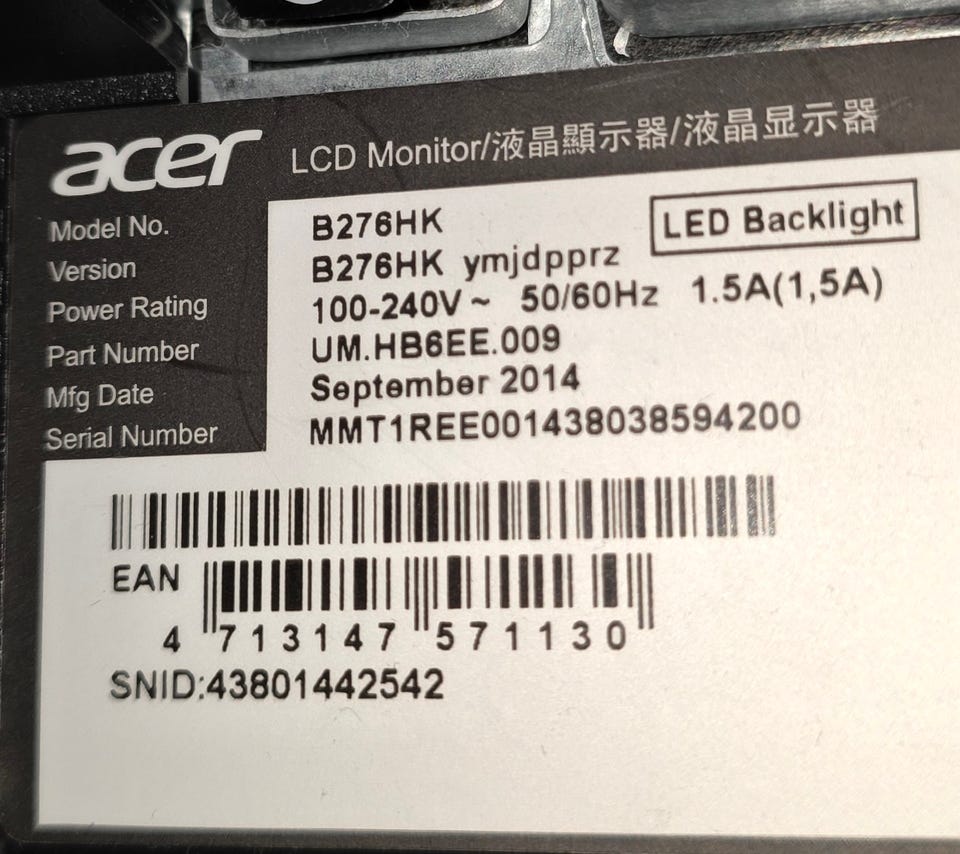 acer LCD Monitor/液晶顯示器/液晶显示器
Model No. B276HK LED Backlight
Version B276HK ymjdpprz
Power Rating 100-240V ~ 50/60Hz 1.5A(1,5A)
Part Number UM.HB6EE.009
Mfg Date September 2014
Serial Number MMT1REE001438038594200
EAN
4 713147 571130
SNID:43801442542